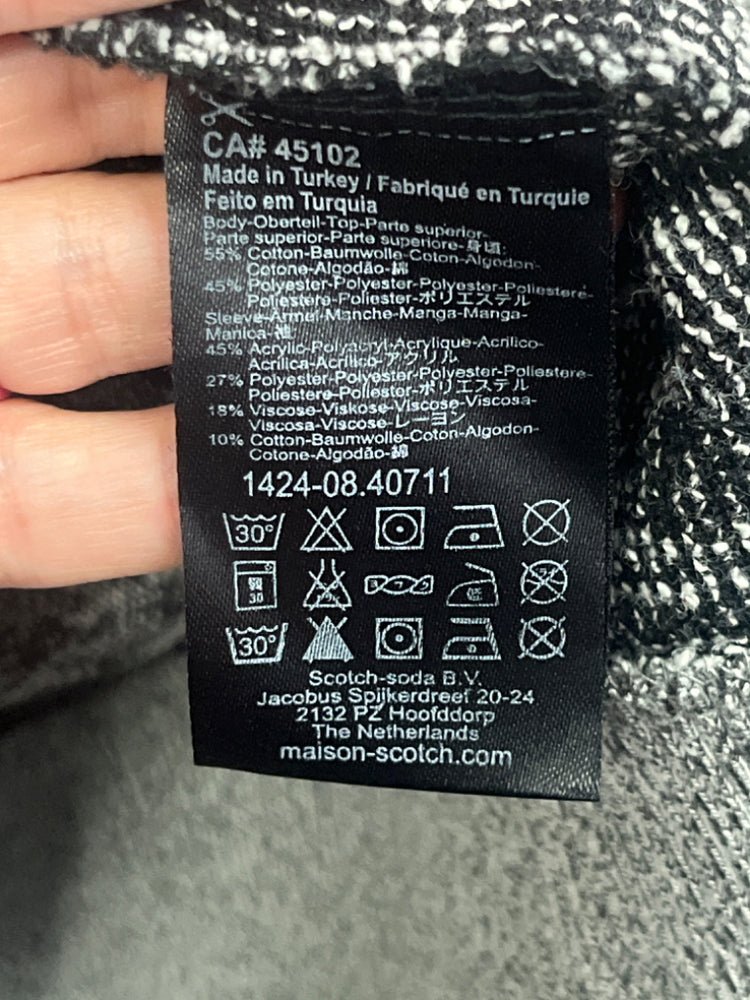 CA# 45102
Made in Turkey / Fabriqué en Turquie
Feito em Turquia
Body-Oberteil-Top-Parte superior-
Parte superior-Parte superiore-身頃:
55% Cotton-Baumwolle-Coton-Algodon-
Cotone-Algodão-綿
45% Polyester-Polyester-Polyester-Poliestere-
Poliestere-Poliester-ポリエステル
Sleeve-Ärmel-Manche-Manga-Manga-
Manica-袖:
45% Acrylic-Polyacryl-Acrylique-Acrilico-
Acrilica-Acrilico-アクリル
27% Polyester-Polyester-Polyester-Poliestere-
Poliestere-Poliester-ポリエステル
18% Viscose-Viskose-Viscose-Viscosa-
Viscosa-Viscose-レーヨン
10% Cotton-Baumwolle-Coton-Algodon-
Cotone-Algodão-綿
1424-08.40711
30°
30
30°
Scotch-soda B.V.
Jacobus Spijkerdreef 20-24
2132 PZ Hoofddorp
The Netherlands
maison-scotch.com